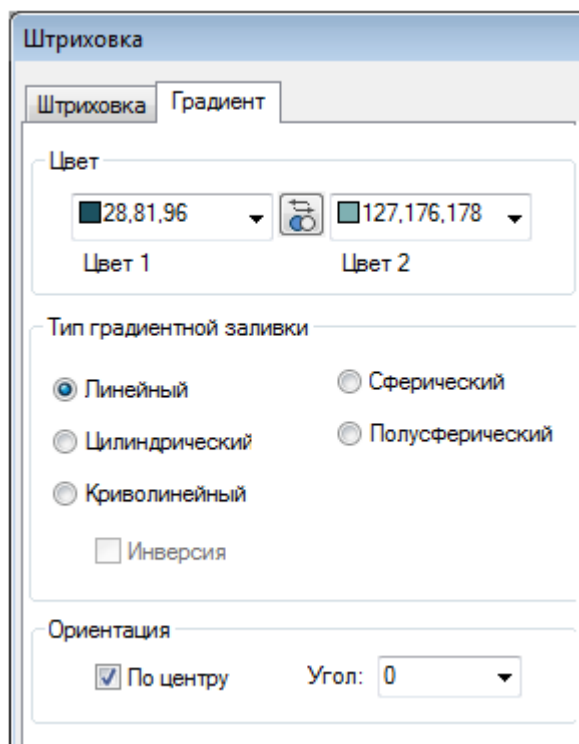 Штриховка
Штриховка Градиент
Цвет
28,81,96 127,176,178
Цвет 1 Цвет 2
Тип градиентной заливки
Линейный Сферический
Цилиндрический Полусферический
Криволинейный
Инверсия
Ориентация
По центру Угол: 0